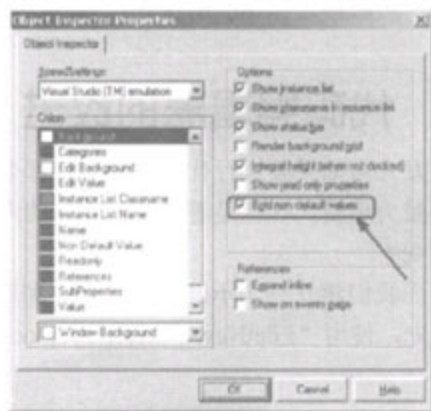 Object Inspector Properties
Object Inspector
SpeedSettings
Visual Studio (TM) emulation
Colors
Background
Categories
Edit Background
Edit Value
Instance List Classname
Instance List Name
Name
Non Default Value
Readonly
References
SubProperties
Value
Window Background
Options
Show instance list
Show classname in instance list
Show status bar
Render background grid
Integral height (when not docked)
Show read only properties
Bold non-default values
References
Expand inline
Show on events page
OK
Cancel
Help